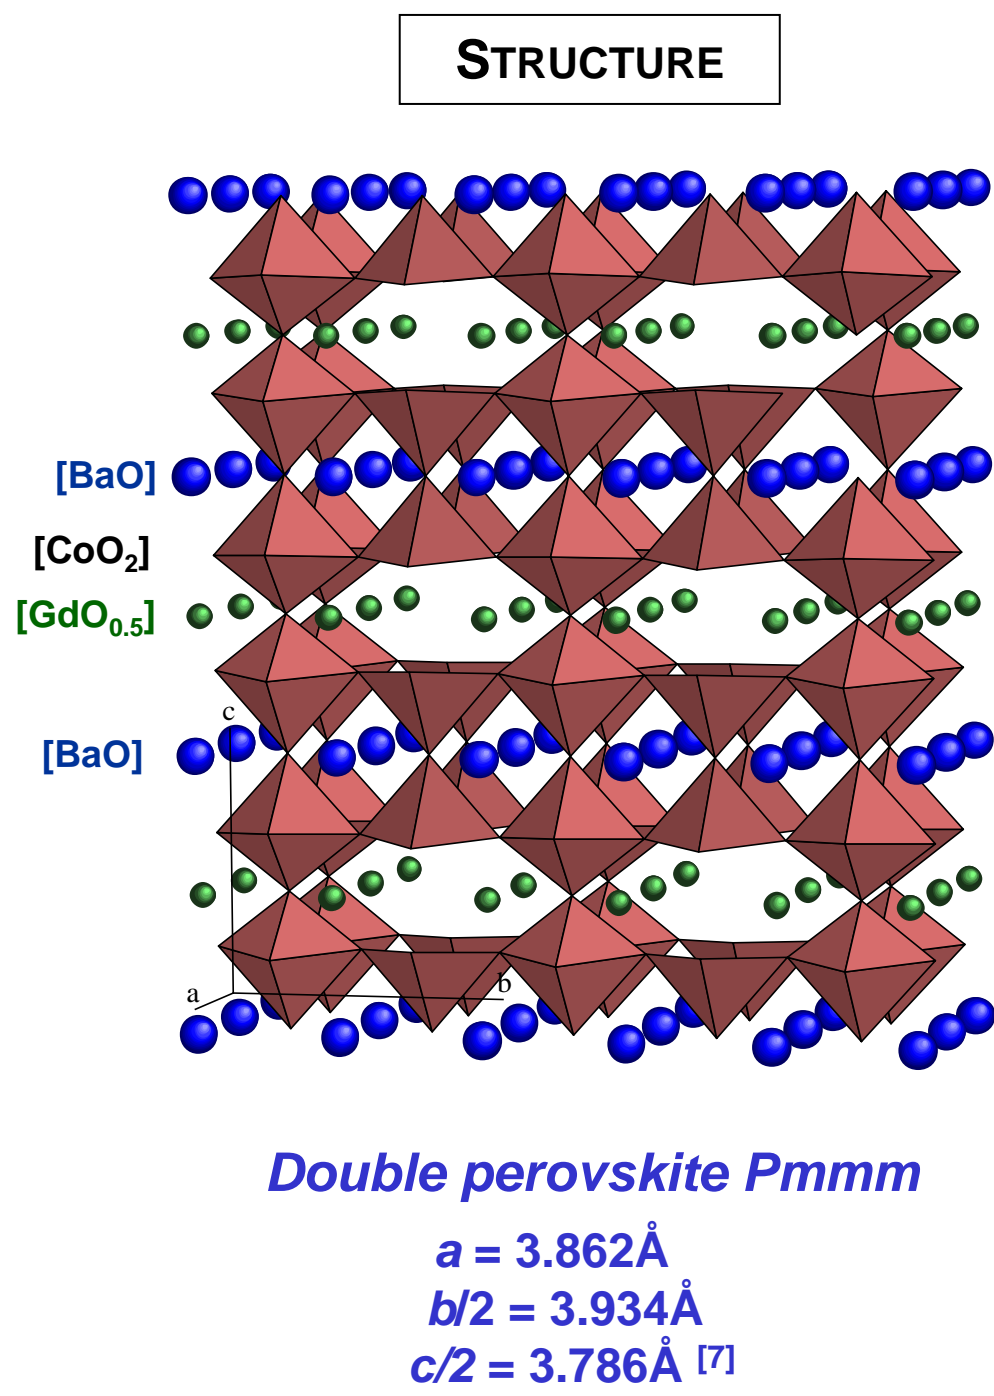 STRUCTURE
[BaO]
[CoO₂]
[GdO₀.₅]
c
[BaO]
a
b
Double perovskite Pmmm
a = 3.862Å
b/2 = 3.934Å
c/2 = 3.786Å [7]